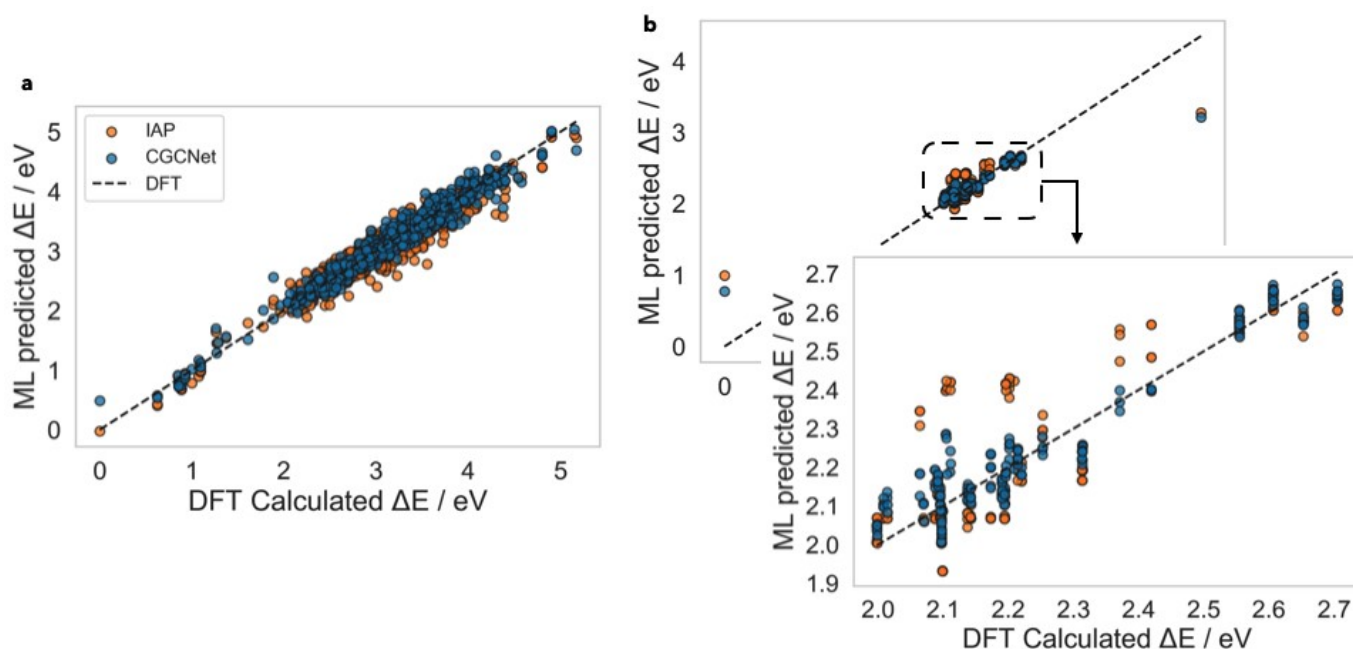 a
ML predicted ΔE / eV
5
4
3
2
1
0
IAP
CGCNet
DFT
0 1 2 3 4 5
DFT Calculated ΔE / eV
b
ML predicted ΔE / eV
4
3
2
1
0
0
ML predicted ΔE / eV
2.7
2.6
2.5
2.4
2.3
2.2
2.1
2.0
1.9
2.0 2.1 2.2 2.3 2.4 2.5 2.6 2.7
DFT Calculated ΔE / eV